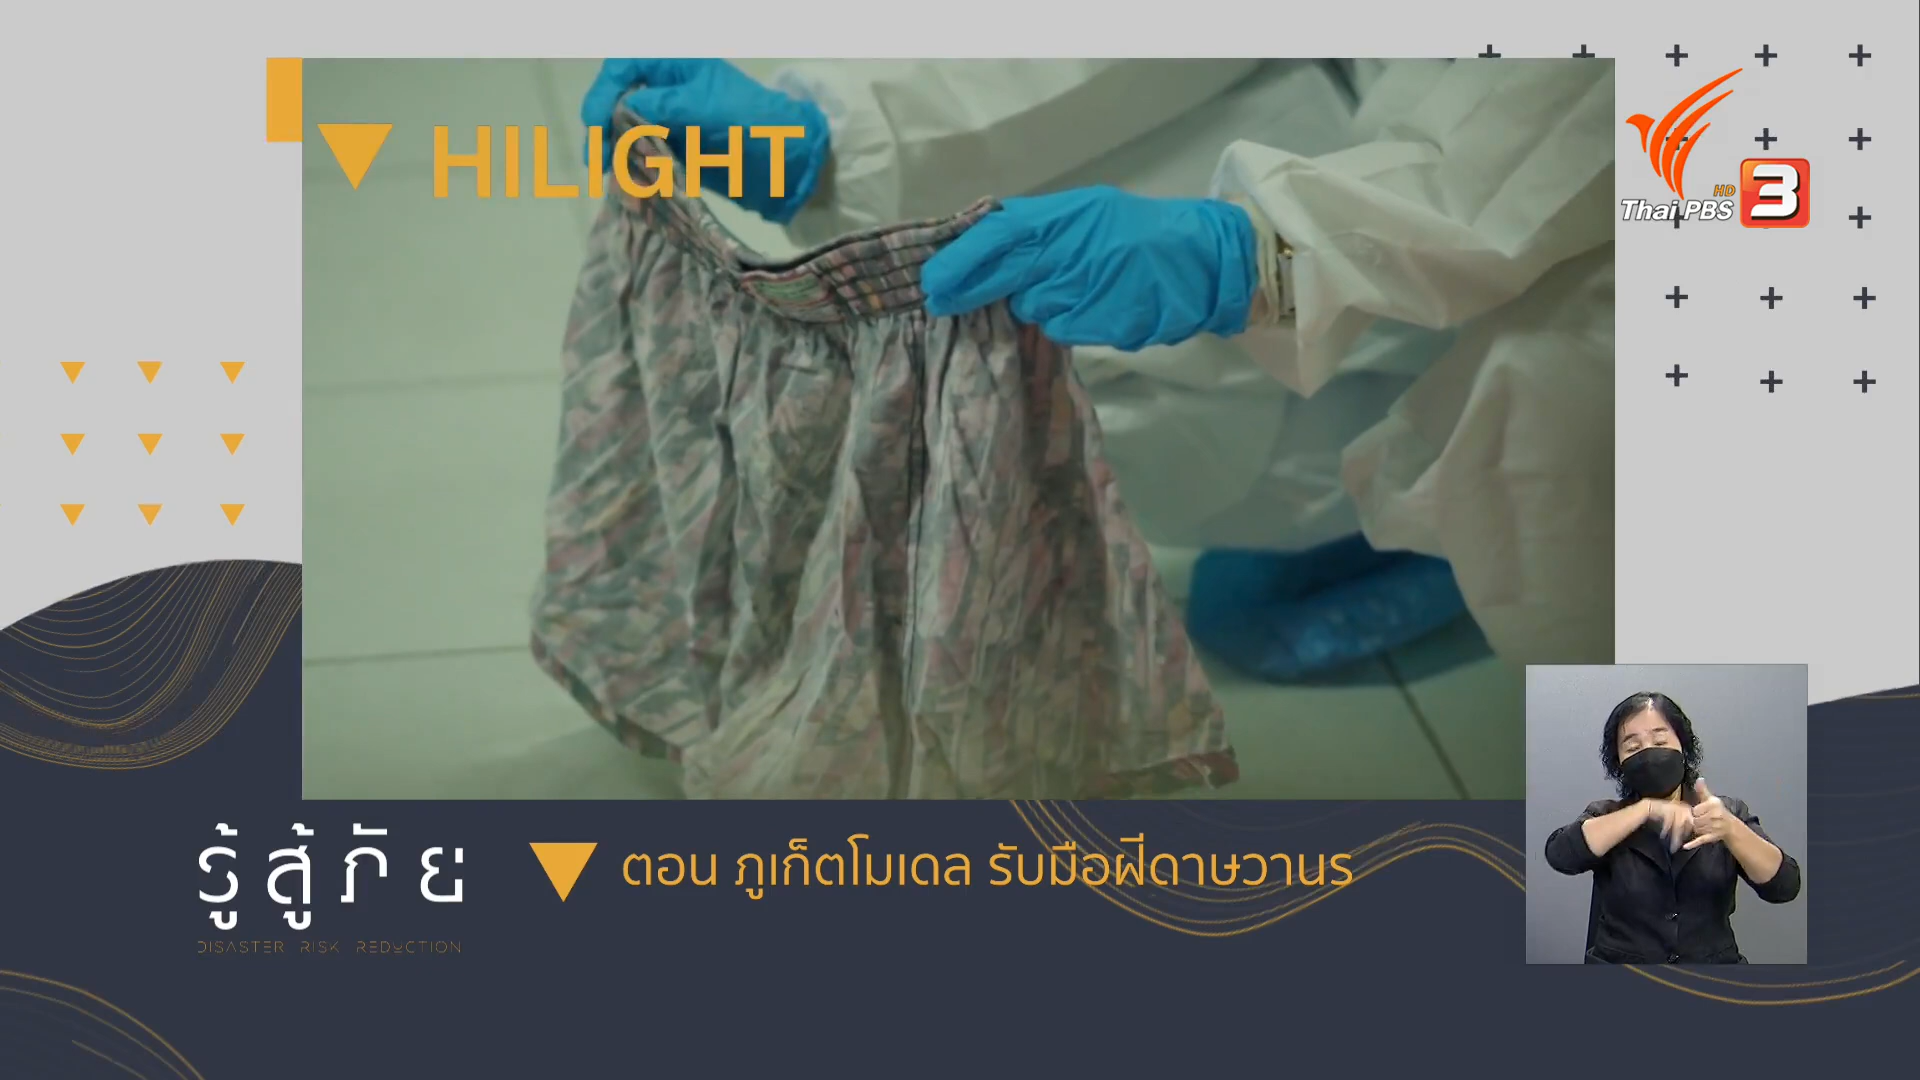 HILIGHT
Thai PBS
HD
3
รู้สู้ภัย
DISASTER RISK REDUCTION
ตอน ภูเก็ตโมเดล รับมือฝีดาษวานร